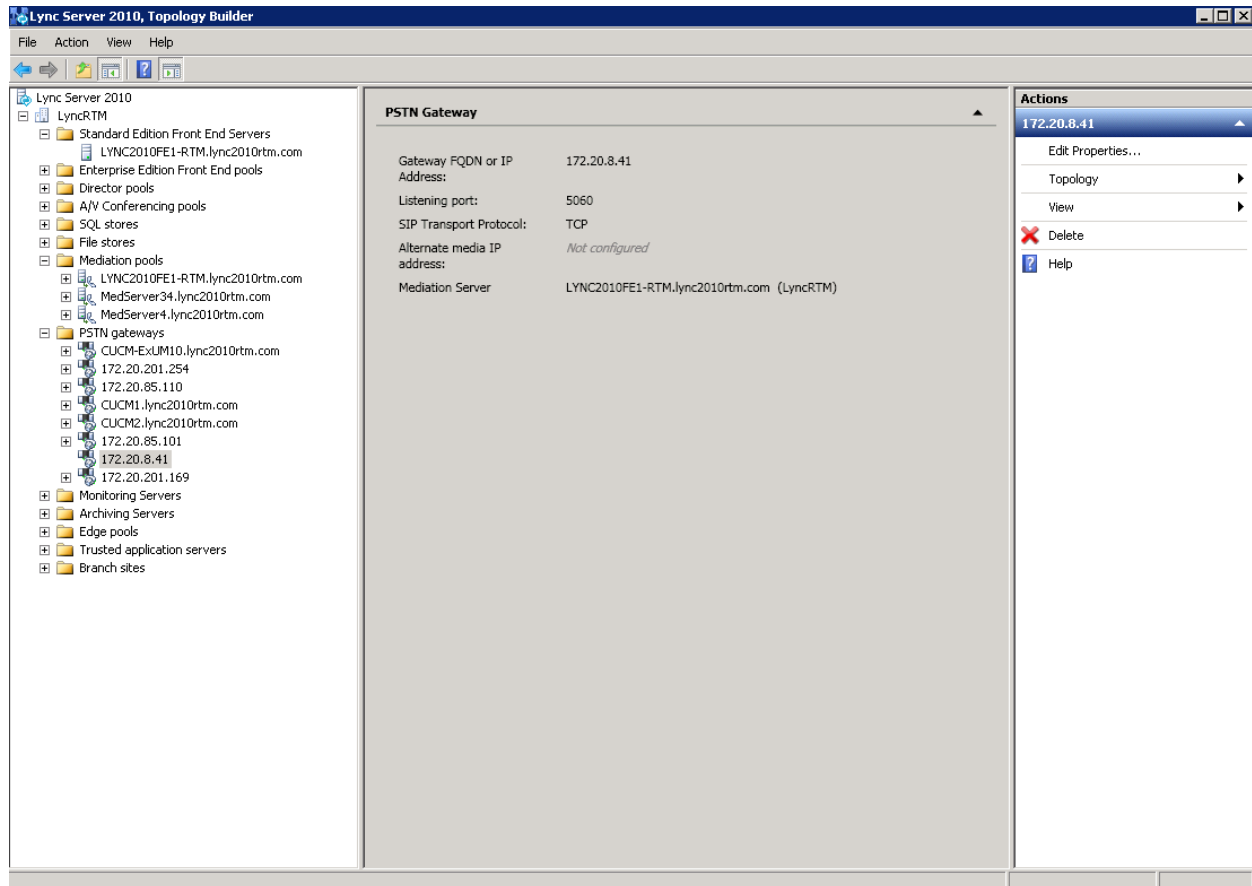 Lync Server 2010, Topology Builder
File Action View Help
Lync Server 2010
LyncRTM
Standard Edition Front End Servers
LYNC2010FE1-RTM.lync2010rtm.com
Enterprise Edition Front End pools
Director pools
A/V Conferencing pools
SQL stores
File stores
Mediation pools
LYNC2010FE1-RTM.lync2010rtm.com
MedServer34.lync2010rtm.com
MedServer4.lync2010rtm.com
PSTN gateways
CUCM-ExUM10.lync2010rtm.com
172.20.201.254
172.20.85.110
CUCM1.lync2010rtm.com
CUCM2.lync2010rtm.com
172.20.85.101
172.20.8.41
172.20.201.169
Monitoring Servers
Archiving Servers
Edge pools
Trusted application servers
Branch sites
PSTN Gateway
Gateway FQDN or IP Address: 172.20.8.41
Listening port: 5060
SIP Transport Protocol: TCP
Alternate media IP address: Not configured
Mediation Server LYNC2010FE1-RTM.lync2010rtm.com (LyncRTM)
Actions
172.20.8.41
Edit Properties...
Topology
View
Delete
Help